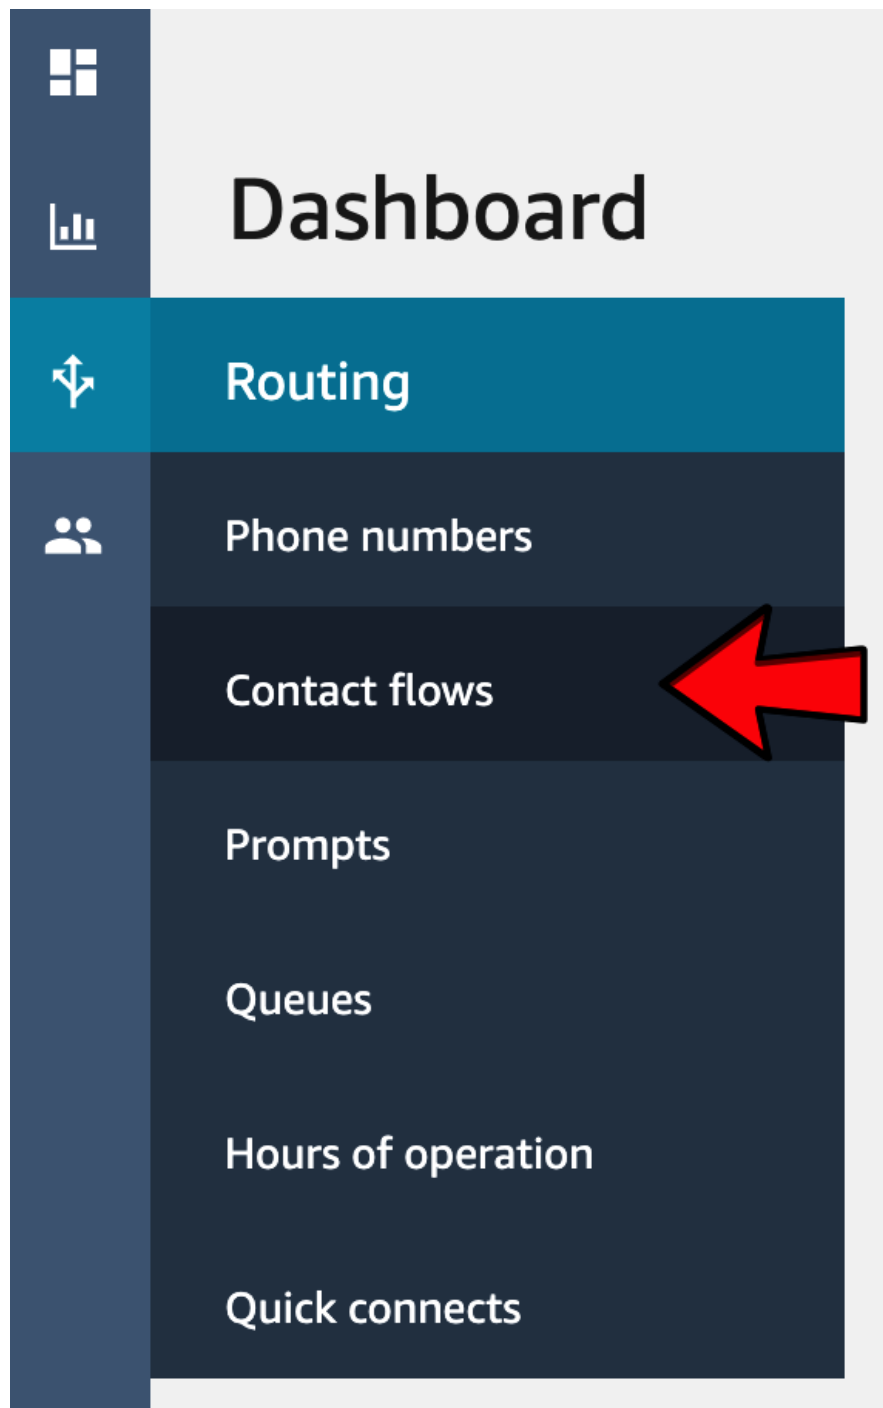 Dashboard
Routing
Phone numbers
Contact flows
Prompts
Queues
Hours of operation
Quick connects